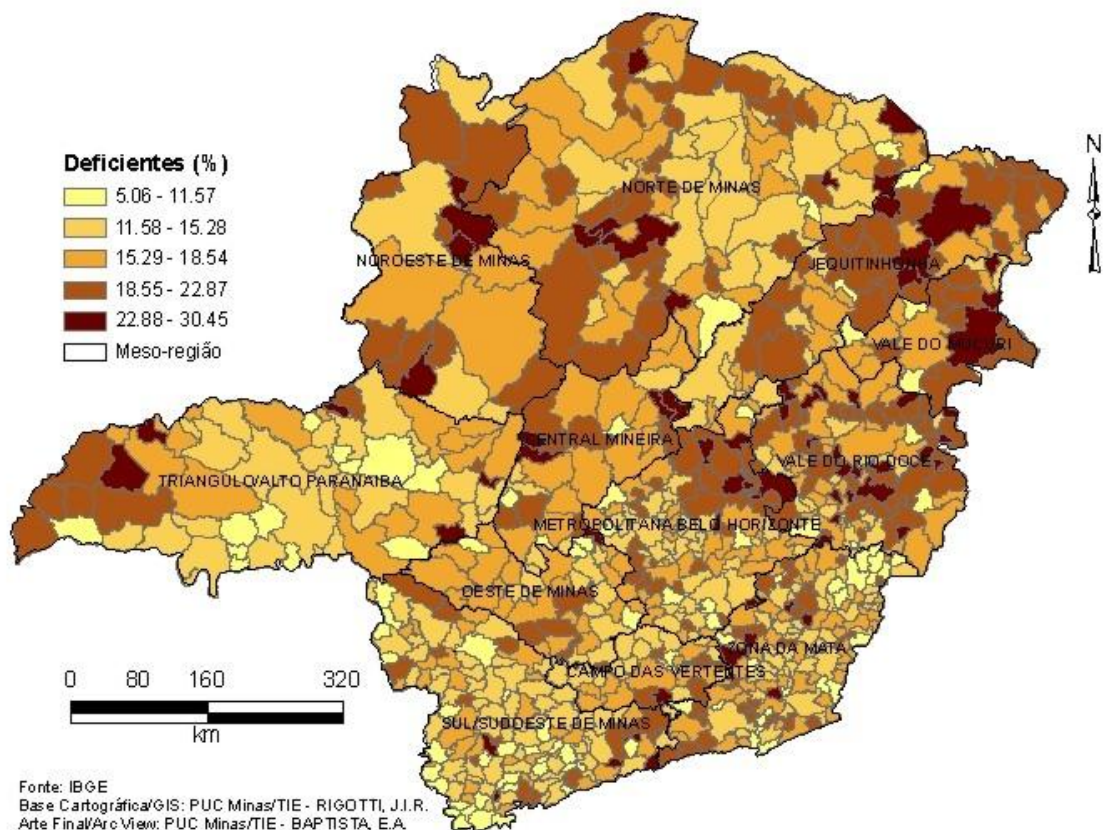 Deficientes (%)
5.06 - 11.57
11.58 - 15.28
15.29 - 18.54
18.55 - 22.87
22.88 - 30.45
Meso-região
N
NORTE DE MINAS
NOROESTE DE MINAS
JEQUITINHONHA
VALE DO MUCURI
ENTRAL MINEIRA
VALE DO RIO DOCE
TRIANGULO/ALTO PARANAIBA
METROPOLITANA BELO HORIZONTE
OESTE DE MINAS
ZONA DA MATA
CAMPO DAS VERTENTES
SUL/SUDOESTE DE MINAS
0 80 160 320
km
Fonte: IBGE
Base Cartográfica/GIS: PUC Minas/TIE - RIGOTTI, J.I.R.
Arte Final/Arc View: PUC Minas/TIE - BAPTISTA, E.A.